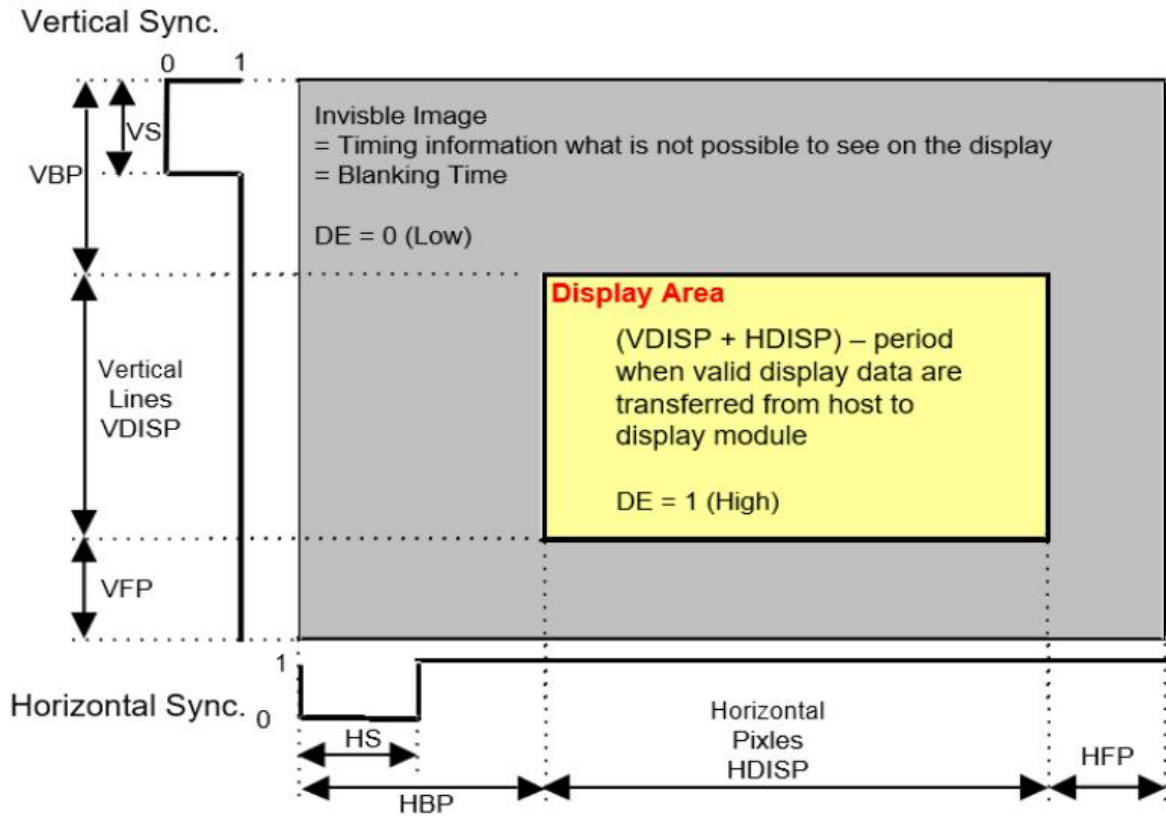 Vertical Sync.
0 1
VS
VBP
Invisble Image
= Timing information what is not possible to see on the display
= Blanking Time
DE = 0 (Low)
Display Area
(VDISP + HDISP) – period
when valid display data are
transferred from host to
display module
DE = 1 (High)
Vertical
Lines
VDISP
VFP
1
Horizontal Sync. 0
HS
HBP
Horizontal
Pixles
HDISP
HFP